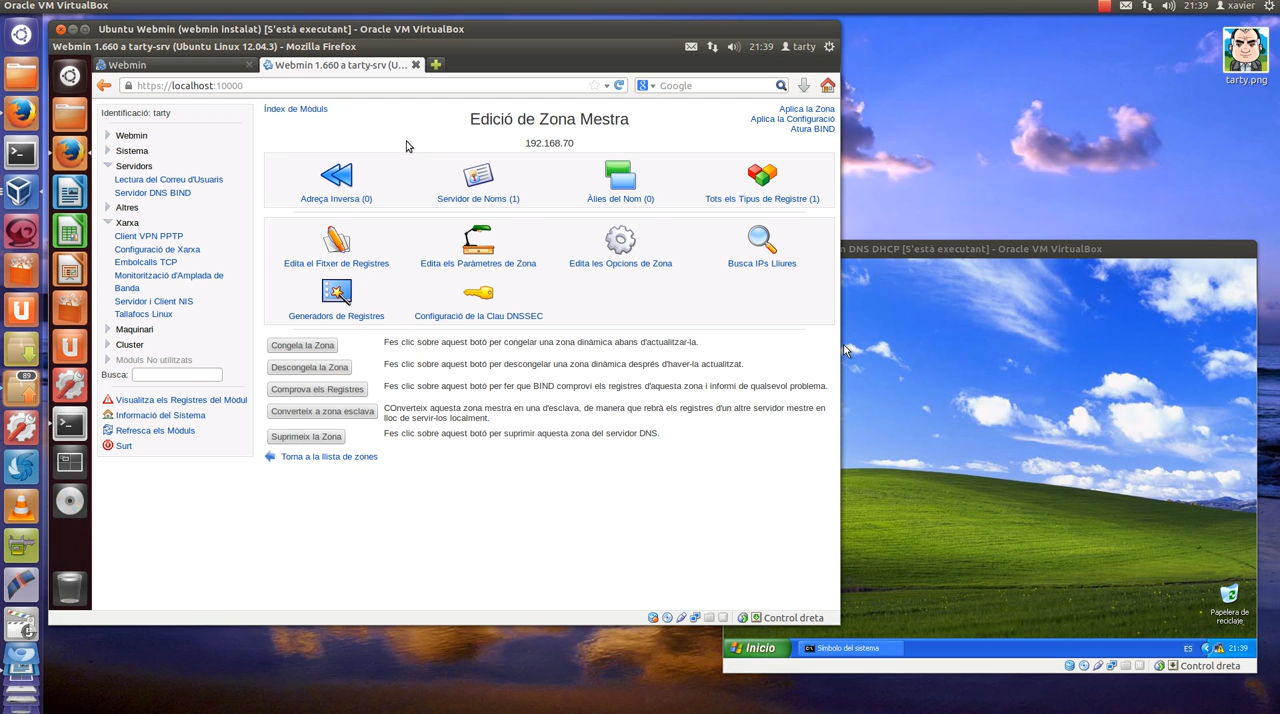 Oracle VM VirtualBox
21:39
xavier
tarty.png
Ubuntu Webmin (webmin instalat) [S'està executant] - Oracle VM VirtualBox
Webmin 1.660 a tarty-srv (Ubuntu Linux 12.04.3) - Mozilla Firefox
21:39
tarty
Webmin
Webmin 1.660 a tarty-srv (U...
https://localhost:10000
Google
Identificació: tarty
Webmin
Sistema
Servidors
Lectura del Correu d'Usuaris
Servidor DNS BIND
Altres
Xarxa
Client VPN PPTP
Configuració de Xarxa
Embolcalls TCP
Monitorització d'Amplada de
Banda
Servidor i Client NIS
Tallafocs Linux
Maquinari
Cluster
Mòduls No utilitzats
Busca:
Visualitza els Registres del Mòdul
Informació del Sistema
Refresca els Mòduls
Surt
Índex de Mòduls
Edició de Zona Mestra
192.168.70
Aplica la Zona
Aplica la Configuració
Atura BIND
Adreça Inversa (0)
Servidor de Noms (1)
Àlies del Nom (0)
Tots els Tipus de Registre (1)
Edita el Fitxer de Registres
Edita els Paràmetres de Zona
Edita les Opcions de Zona
Busca IPs Lliures
Generadors de Registres
Configuració de la Clau DNSSEC
Congela la Zona
Fes clic sobre aquest botó per congelar una zona dinàmica abans d'actualitzar-la.
Descongela la Zona
Fes clic sobre aquest botó per descongelar una zona dinàmica després d'haver-la actualitzat.
Comprova els Registres
Fes clic sobre aquest botó per fer que BIND comprovi els registres d'aquesta zona i informi de qualsevol problema.
Converteix a zona esclava
COnverteix aquesta zona mestra en una d'esclava, de manera que rebrà els registres d'un altre servidor mestre en
lloc de servir-los localment.
Suprimeix la Zona
Fes clic sobre aquest botó per suprimir aquesta zona del servidor DNS.
Torna a la llista de zones
89
Control dreta
DNS DHCP [S'està executant] - Oracle VM VirtualBox
Papelera de
reciclaje
Inicio
Símbolo del sistema
ES
21:39
Control dreta